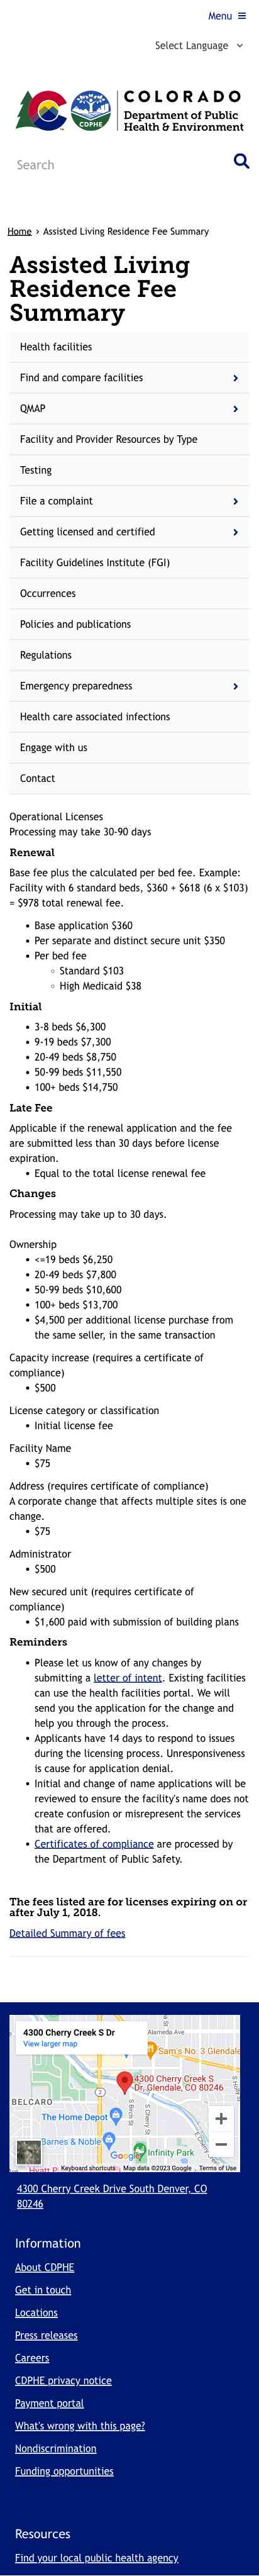 Menu
Select Language
COLORADO
Department of Public
Health & Environment
CDPHE
Search
Home › Assisted Living Residence Fee Summary
Assisted Living
Residence Fee
Summary
Health facilities
Find and compare facilities
QMAP
Facility and Provider Resources by Type
Testing
File a complaint
Getting licensed and certified
Facility Guidelines Institute (FGI)
Occurrences
Policies and publications
Regulations
Emergency preparedness
Health care associated infections
Engage with us
Contact
Operational Licenses
Processing may take 30-90 days
Renewal
Base fee plus the calculated per bed fee. Example:
Facility with 6 standard beds, $360 + $618 (6 x $103)
= $978 total renewal fee.
• Base application $360
• Per separate and distinct secure unit $350
• Per bed fee
◦ Standard $103
◦ High Medicaid $38
Initial
• 3-8 beds $6,300
• 9-19 beds $7,300
• 20-49 beds $8,750
• 50-99 beds $11,550
• 100+ beds $14,750
Late Fee
Applicable if the renewal application and the fee
are submitted less than 30 days before license
expiration.
• Equal to the total license renewal fee
Changes
Processing may take up to 30 days.
Ownership
• <=19 beds $6,250
• 20-49 beds $7,800
• 50-99 beds $10,600
• 100+ beds $13,700
• $4,500 per additional license purchase from
the same seller, in the same transaction
Capacity increase (requires a certificate of
compliance)
• $500
License category or classification
• Initial license fee
Facility Name
• $75
Address (requires certificate of compliance)
A corporate change that affects multiple sites is one
change.
• $75
Administrator
• $500
New secured unit (requires certificate of
compliance)
• $1,600 paid with submission of building plans
Reminders
• Please let us know of any changes by
submitting a letter of intent. Existing facilities
can use the health facilities portal. We will
send you the application for the change and
help you through the process.
• Applicants have 14 days to respond to issues
during the licensing process. Unresponsiveness
is cause for application denial.
• Initial and change of name applications will be
reviewed to ensure the facility's name does not
create confusion or misrepresent the services
that are offered.
• Certificates of compliance are processed by
the Department of Public Safety.
The fees listed are for licenses expiring on or
after July 1, 2018.
Detailed Summary of fees
4300 Cherry Creek S Dr
View larger map
Alameda Ave
Sam's No. 3 Glendale
4300 Cherry Creek S
Dr, Glendale, CO 80246
BELCARO
The Home Depot
Cherry St
Barnes & Noble
Google
Infinity Park
Keyboard shortcuts
Map data ©2023 Google
Terms of Use
4300 Cherry Creek Drive South Denver, CO
80246
Information
About CDPHE
Get in touch
Locations
Press releases
Careers
CDPHE privacy notice
Payment portal
What's wrong with this page?
Nondiscrimination
Funding opportunities
Resources
Find your local public health agency